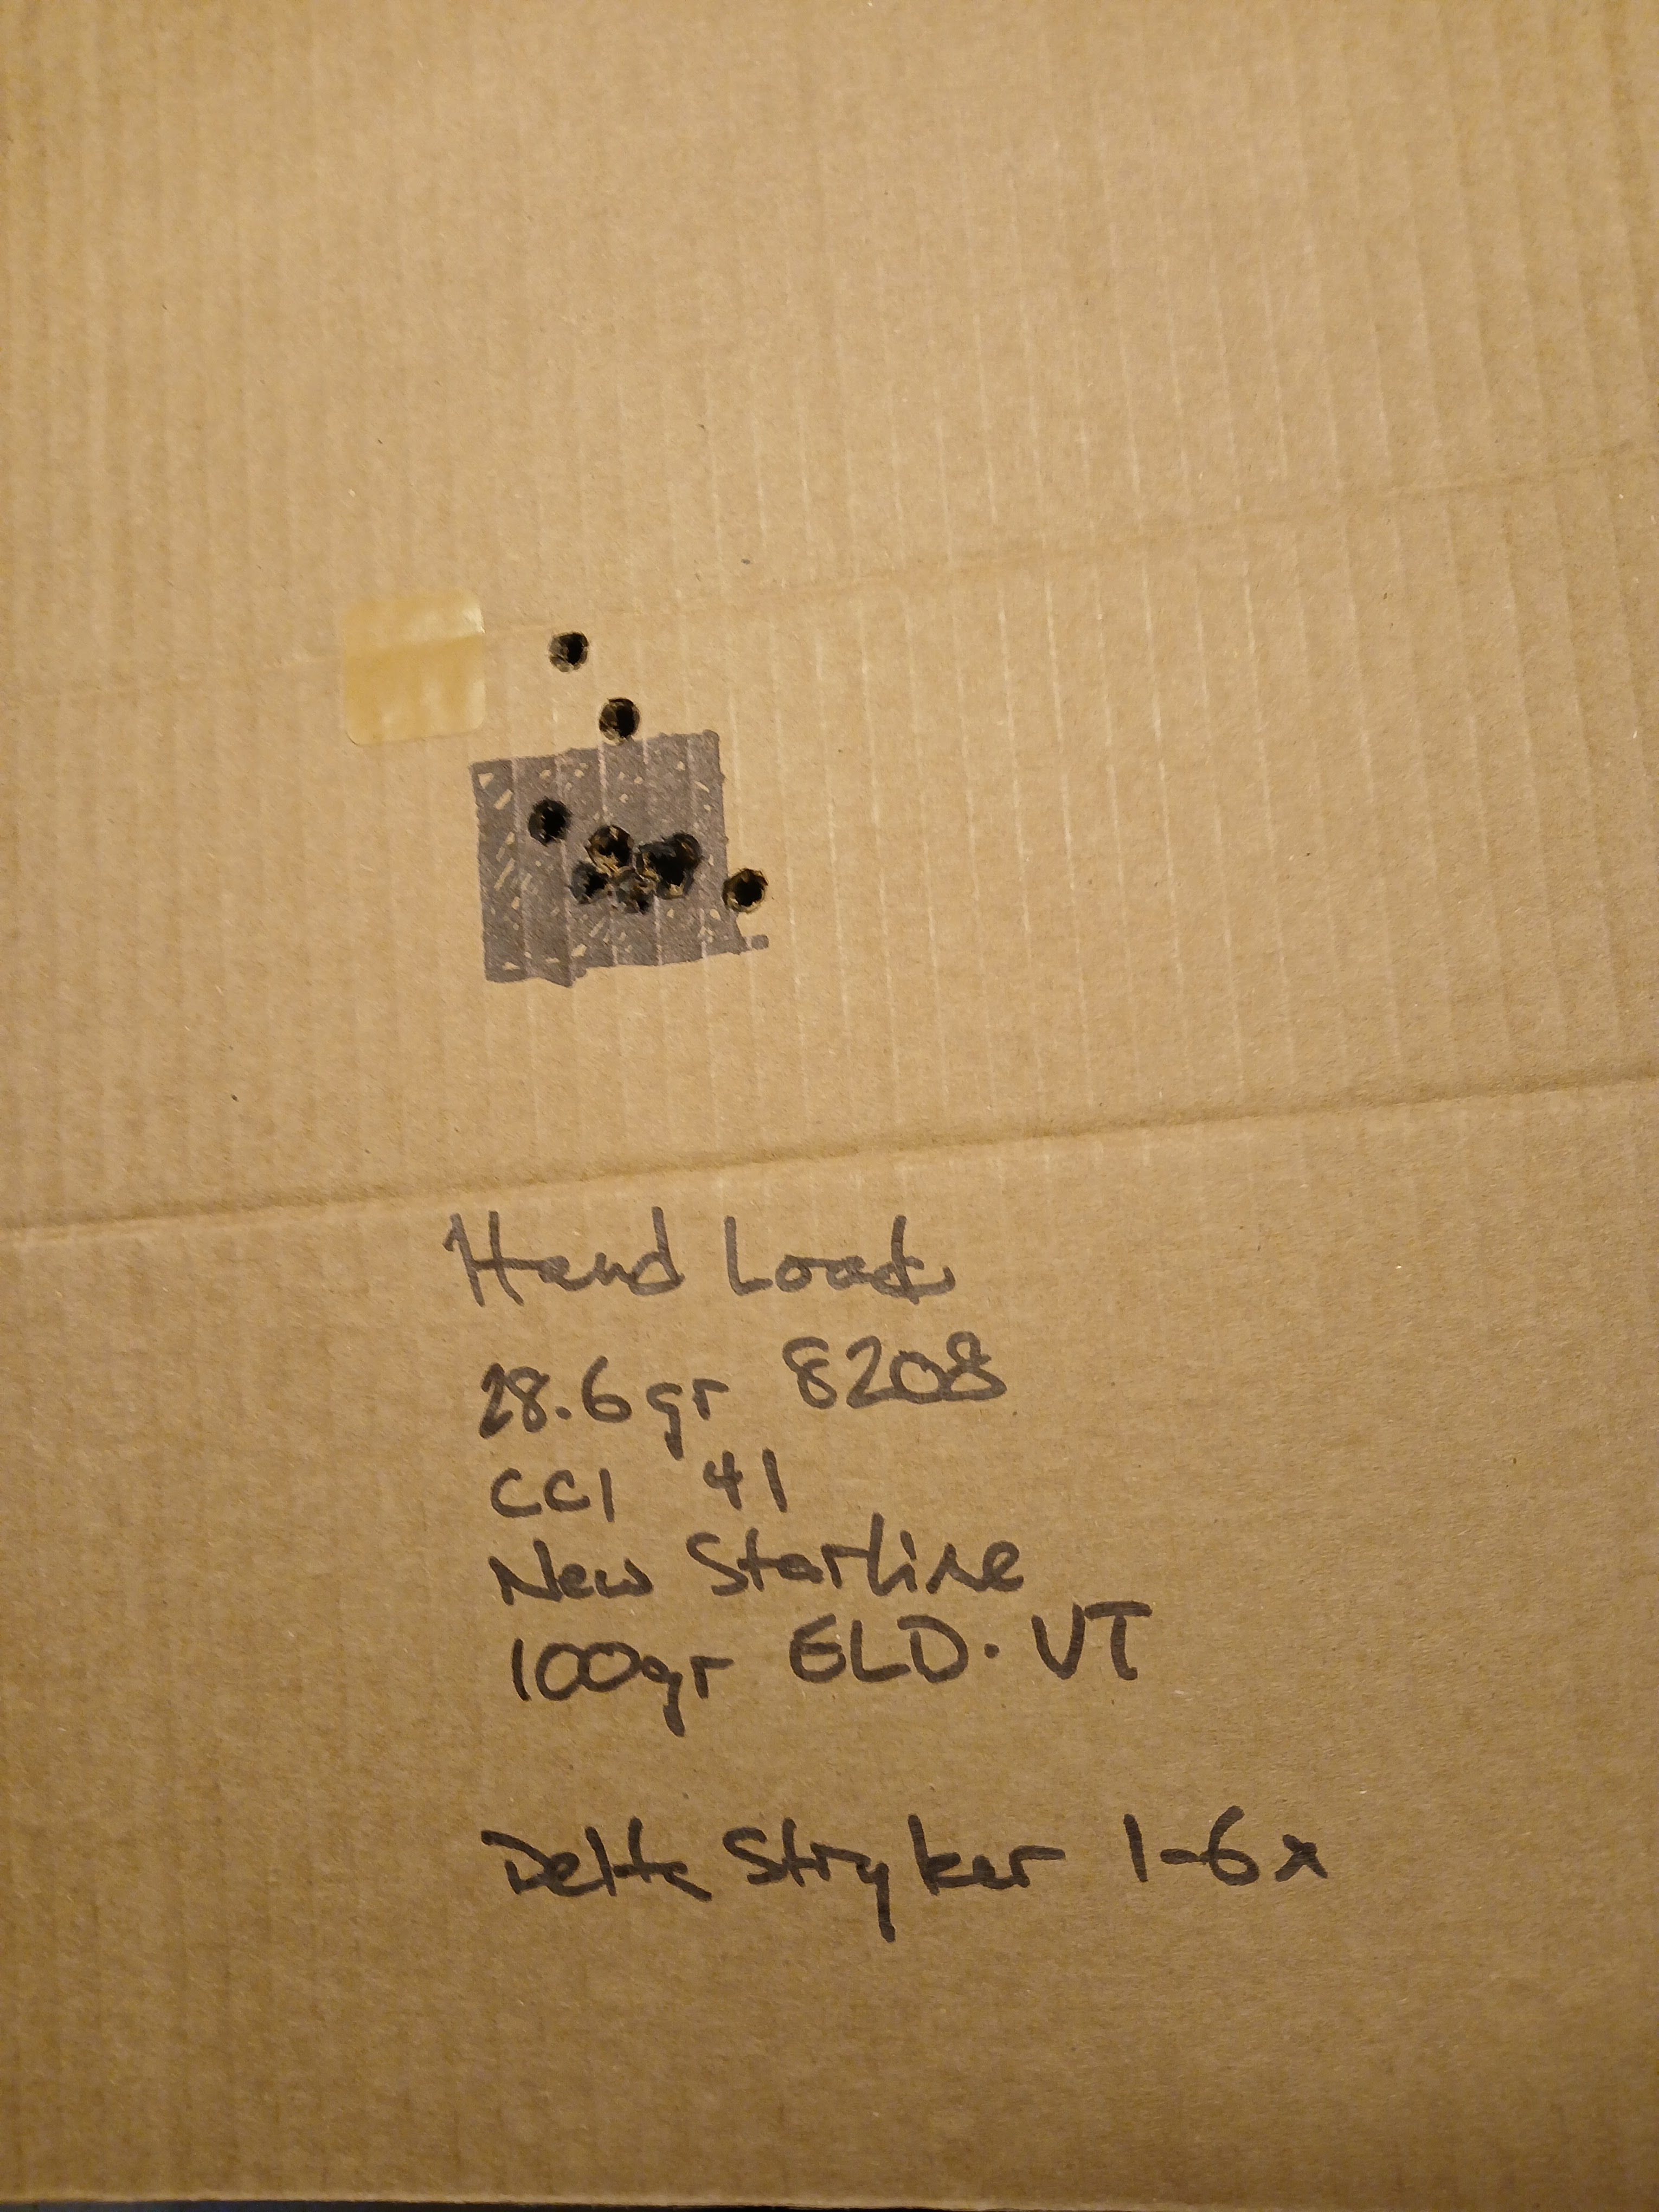 Hand Load
28.6gr 8208
CCI 41
New Starline
100gr ELD-VT
Delta Stryker 1-6x